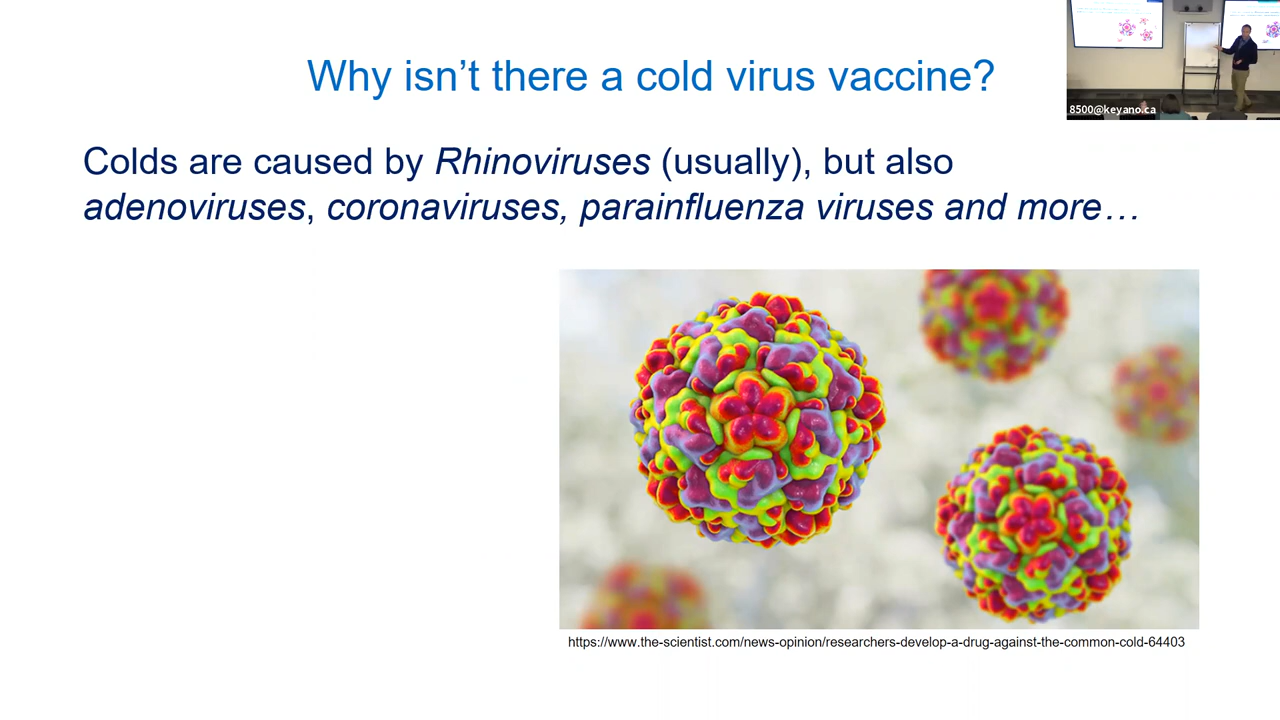 Why isn’t there a cold virus vaccine?
8500@keyano.ca
Colds are caused by Rhinoviruses (usually), but also
adenoviruses, coronaviruses, parainfluenza viruses and more…
https://www.the-scientist.com/news-opinion/researchers-develop-a-drug-against-the-common-cold-64403